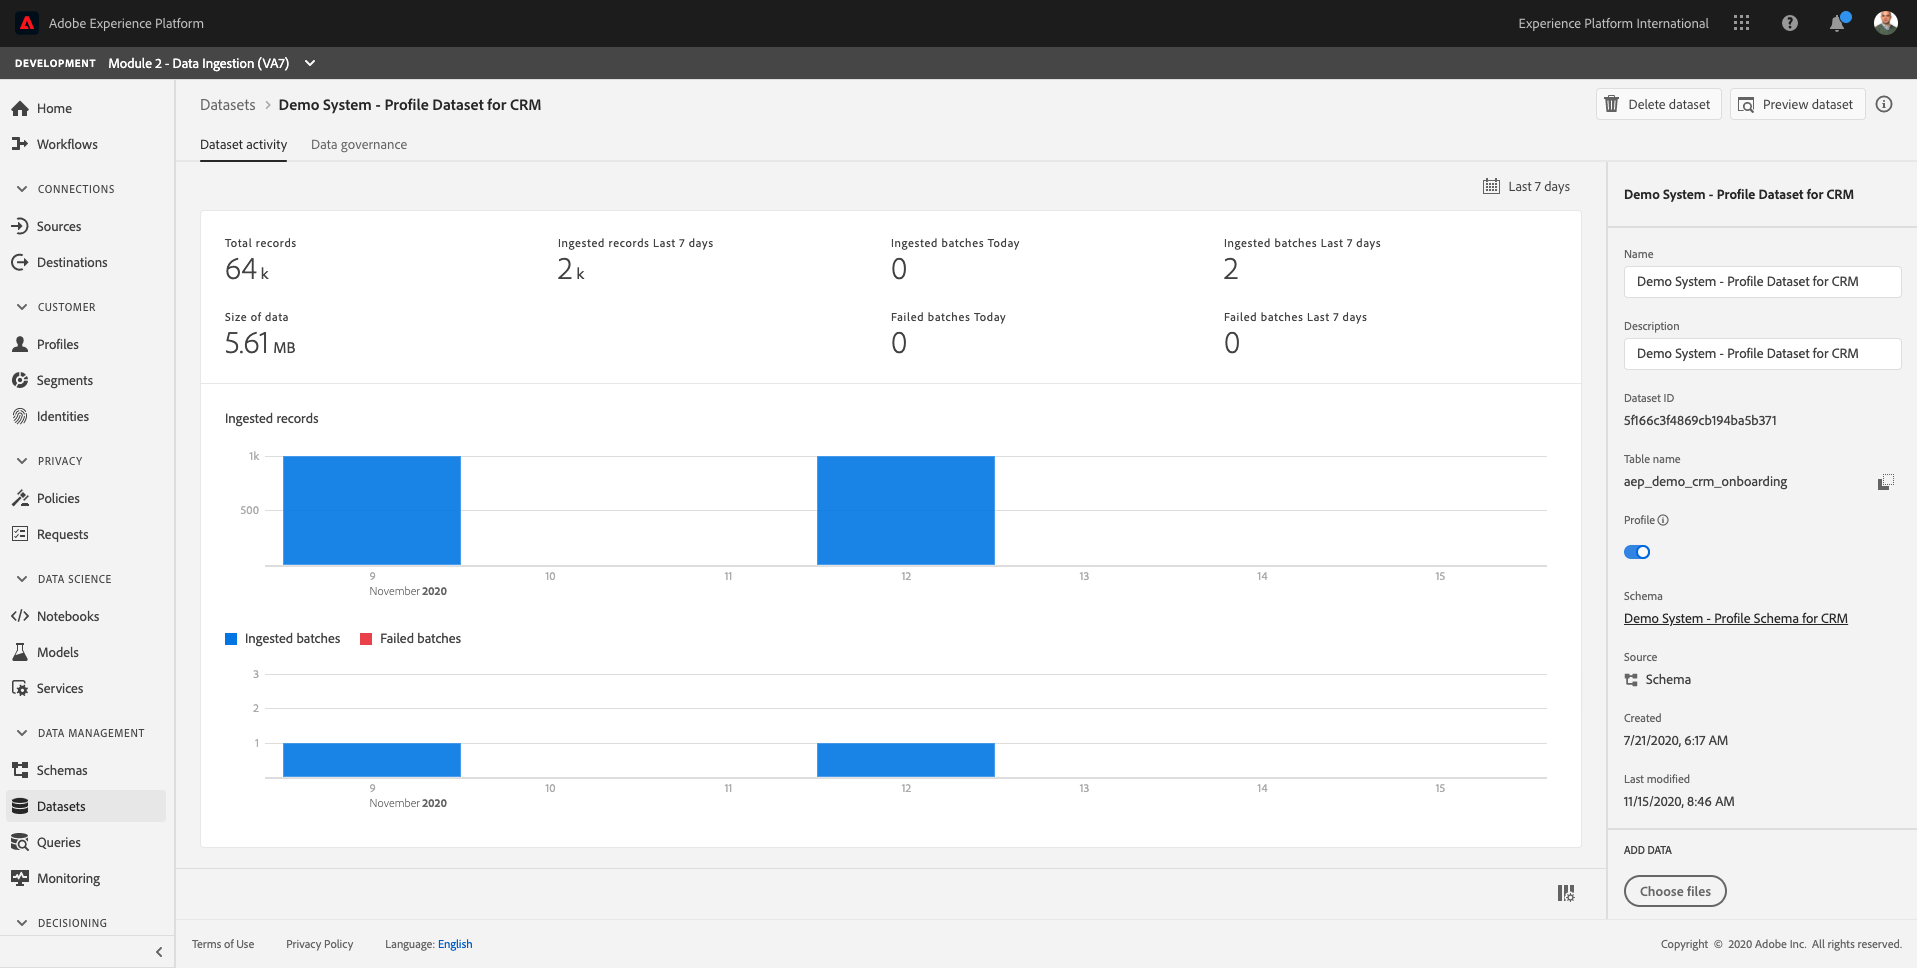 Adobe Experience Platform
Experience Platform International
DEVELOPMENT Module 2 - Data Ingestion (VA7)
Home
Workflows
CONNECTIONS
Sources
Destinations
CUSTOMER
Profiles
Segments
Identities
PRIVACY
Policies
Requests
DATA SCIENCE
Notebooks
Models
Services
DATA MANAGEMENT
Schemas
Datasets
Queries
Monitoring
DECISIONING
Datasets > Demo System - Profile Dataset for CRM
Delete dataset
Preview dataset
Dataset activity Data governance
Last 7 days
Total records
64 k
Ingested records Last 7 days
2 k
Ingested batches Today
0
Ingested batches Last 7 days
2
Size of data
5.61 MB
Failed batches Today
0
Failed batches Last 7 days
0
Ingested records
1k
500
9 10 11 12 13 14 15
November 2020
Ingested batches Failed batches
3
2
1
9 10 11 12 13 14 15
November 2020
Demo System - Profile Dataset for CRM
Name
Demo System - Profile Dataset for CRM
Description
Demo System - Profile Dataset for CRM
Dataset ID
5f166c3f4869cb194ba5b371
Table name
aep_demo_crm_onboarding
Profile
Schema
Demo System - Profile Schema for CRM
Source
Schema
Created
7/21/2020, 6:17 AM
Last modified
11/15/2020, 8:46 AM
ADD DATA
Choose files
Terms of Use Privacy Policy Language: English
Copyright © 2020 Adobe Inc. All rights reserved.